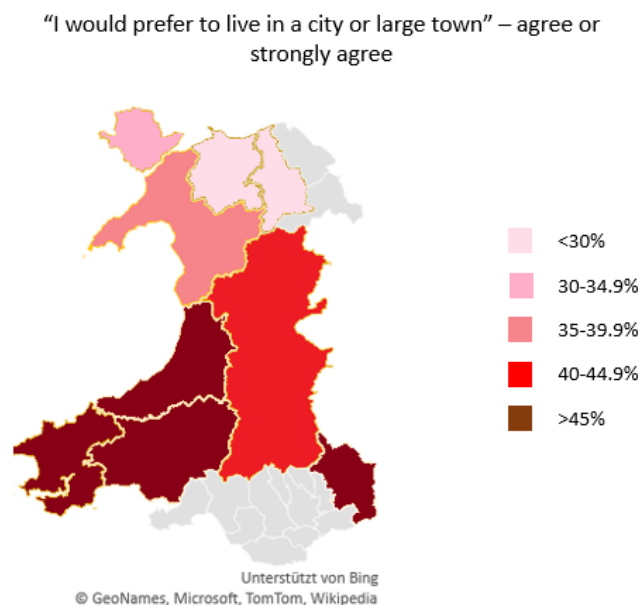 "I would prefer to live in a city or large town” – agree or
strongly agree
<30%
30-34.9%
35-39.9%
40-44.9%
>45%
Unterstützt von Bing
© GeoNames, Microsoft, TomTom, Wikipedia